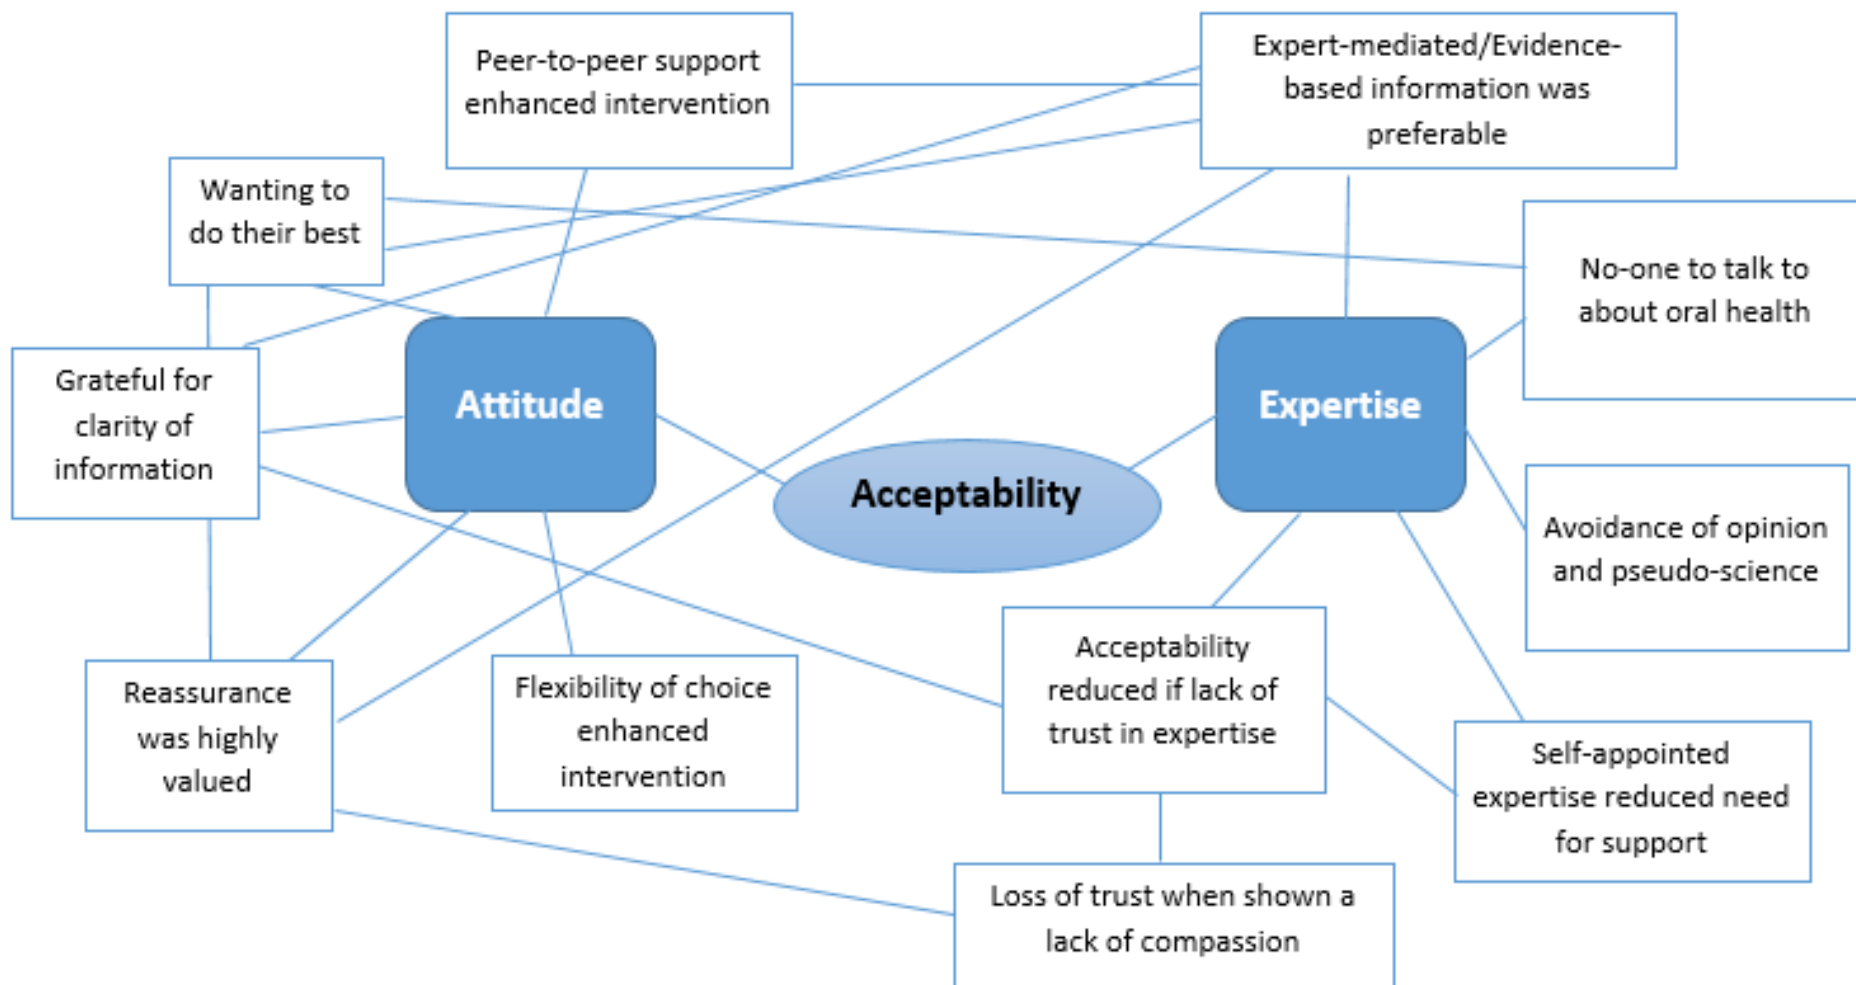 Peer-to-peer support
enhanced intervention
Expert-mediated/Evidence-
based information was
preferable
Wanting to
do their best
No-one to talk to
about oral health
Grateful for
clarity of
information
Attitude
Expertise
Acceptability
Avoidance of opinion
and pseudo-science
Reassurance
was highly
valued
Flexibility of choice
enhanced
intervention
Acceptability
reduced if lack of
trust in expertise
Self-appointed
expertise reduced need
for support
Loss of trust when shown a
lack of compassion